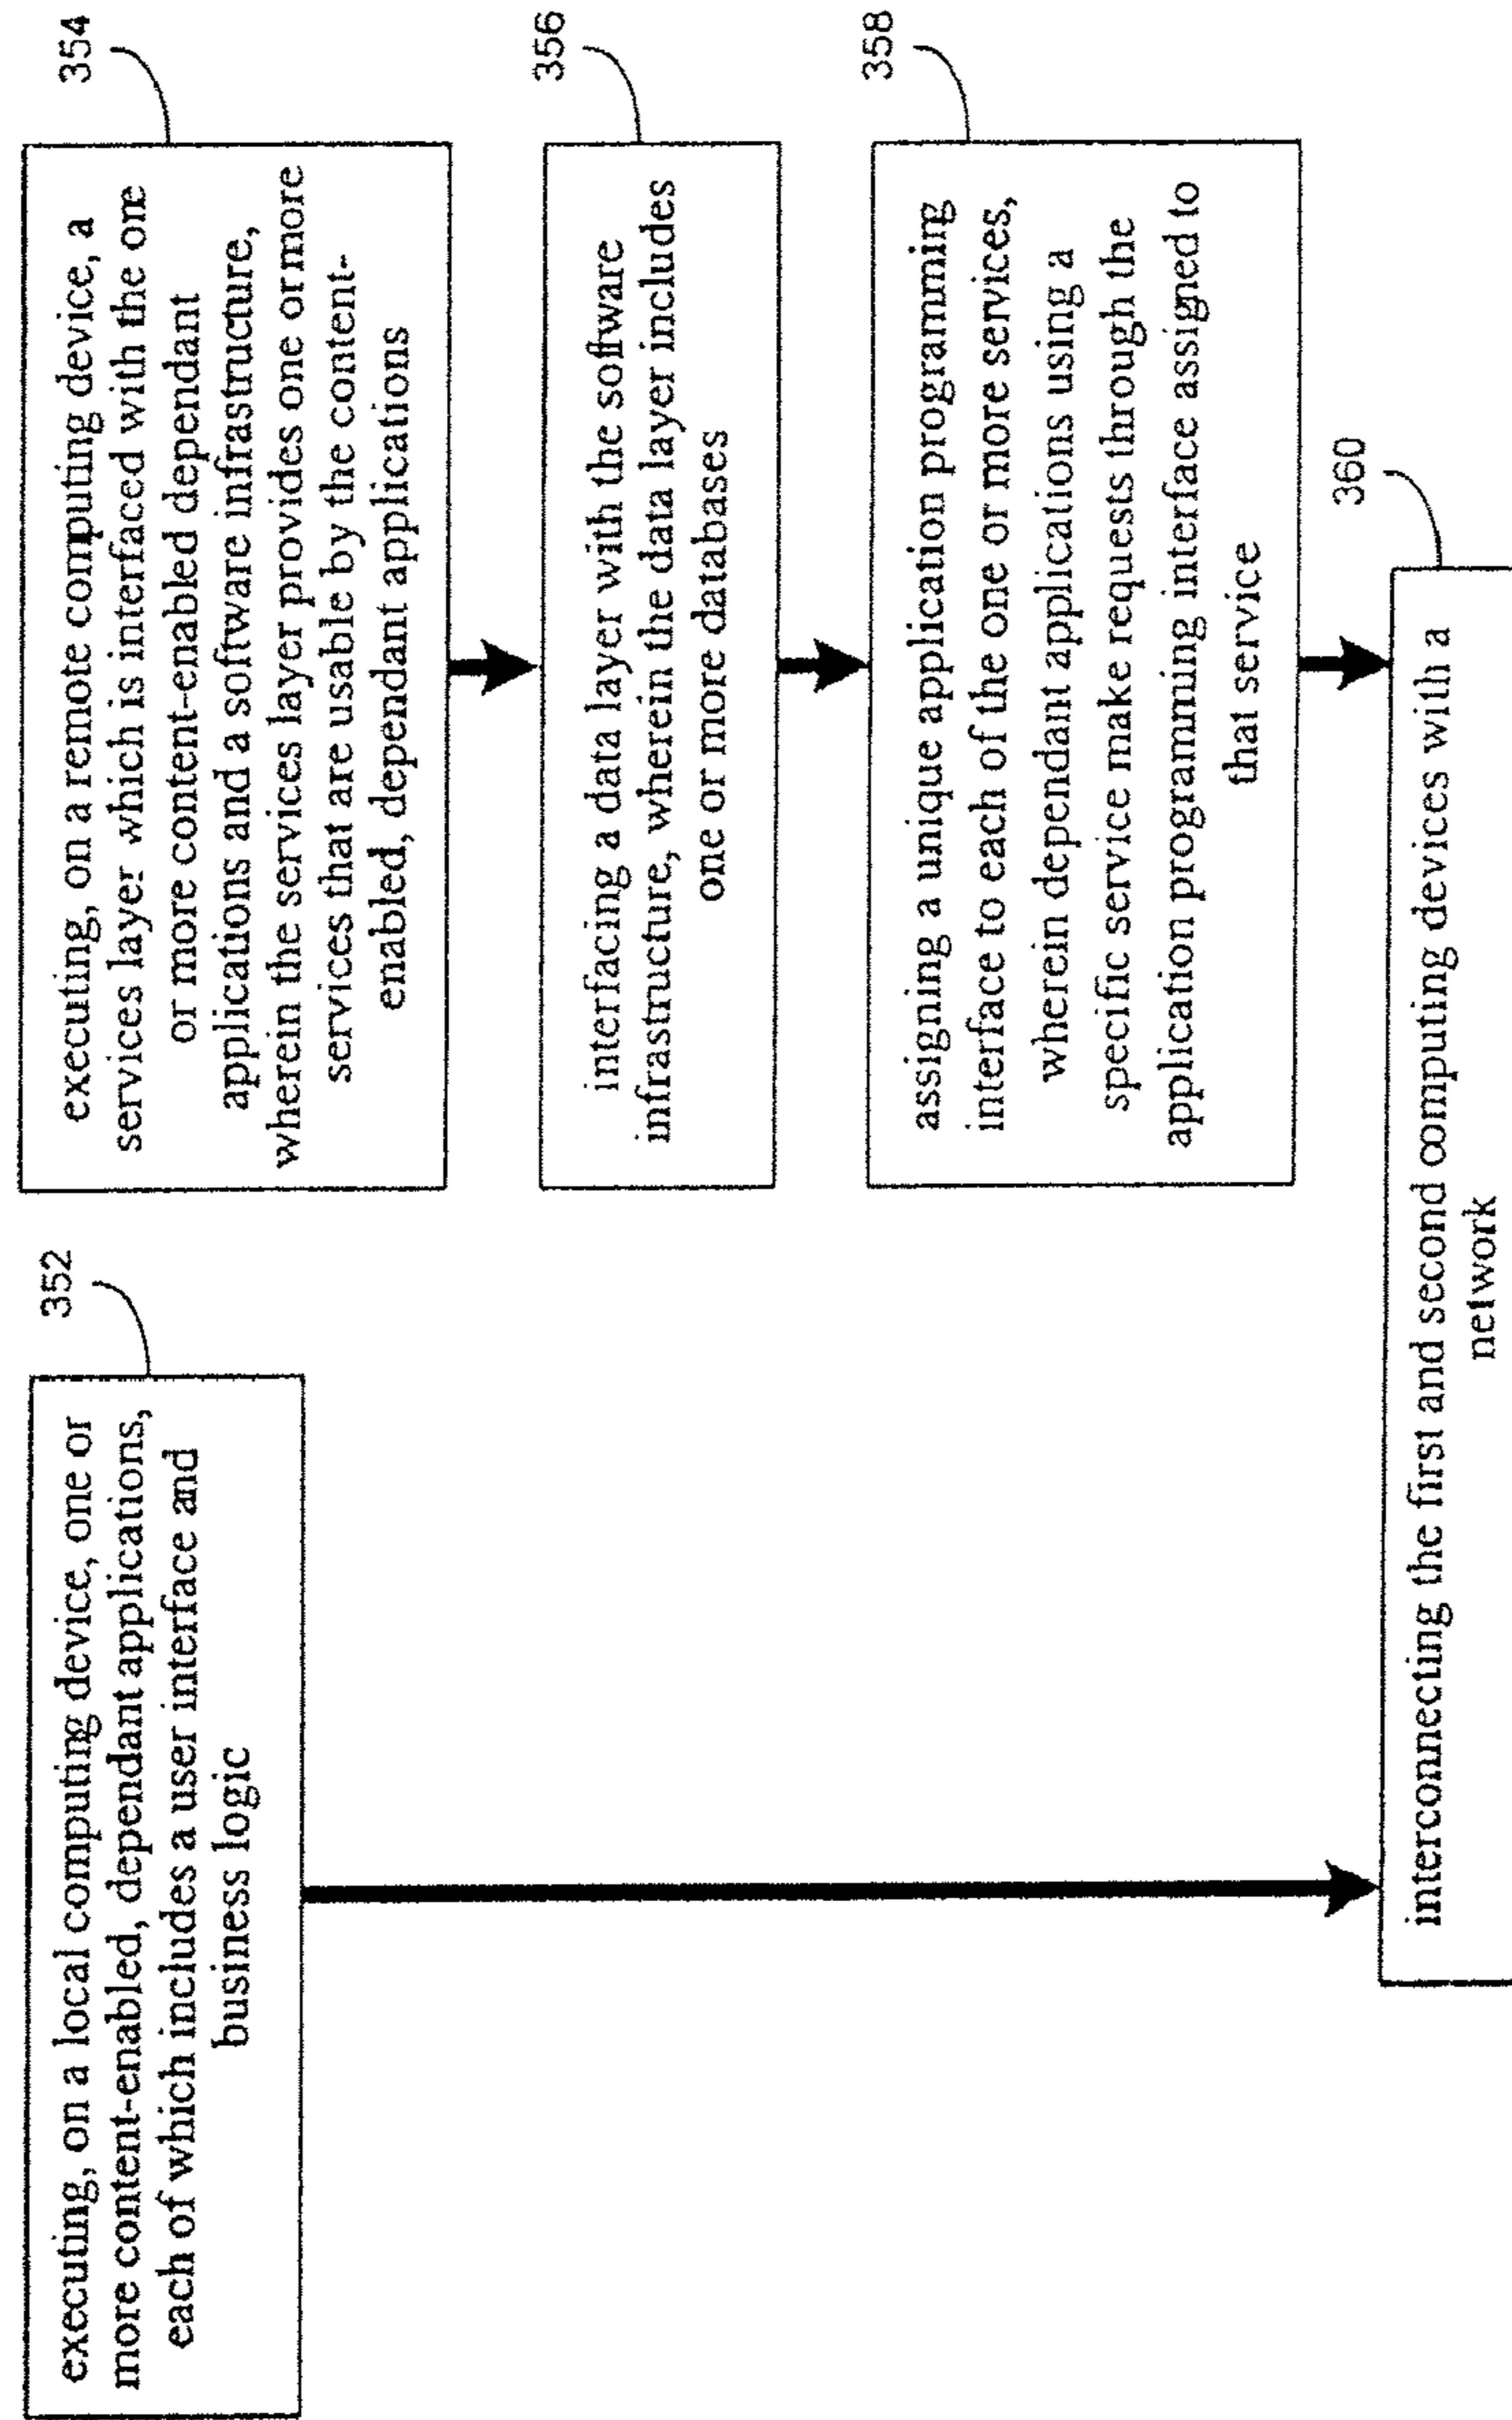 352
executing, on a local computing device, one or
more content-enabled, dependant applications,
each of which includes a user interface and
business logic
354
executing, on a remote computing device, a
services layer which is interfaced with the one
or more content-enabled dependant
applications and a software infrastructure,
wherein the services layer provides one or more
services that are usable by the content-
enabled, dependant applications
356
interfacing a data layer with the software
infrastructure, wherein the data layer includes
one or more databases
358
assigning a unique application programming
interface to each of the one or more services,
wherein dependant applications using a
specific service make requests through the
application programming interface assigned to
that service
360
interconnecting the first and second computing devices with a
network